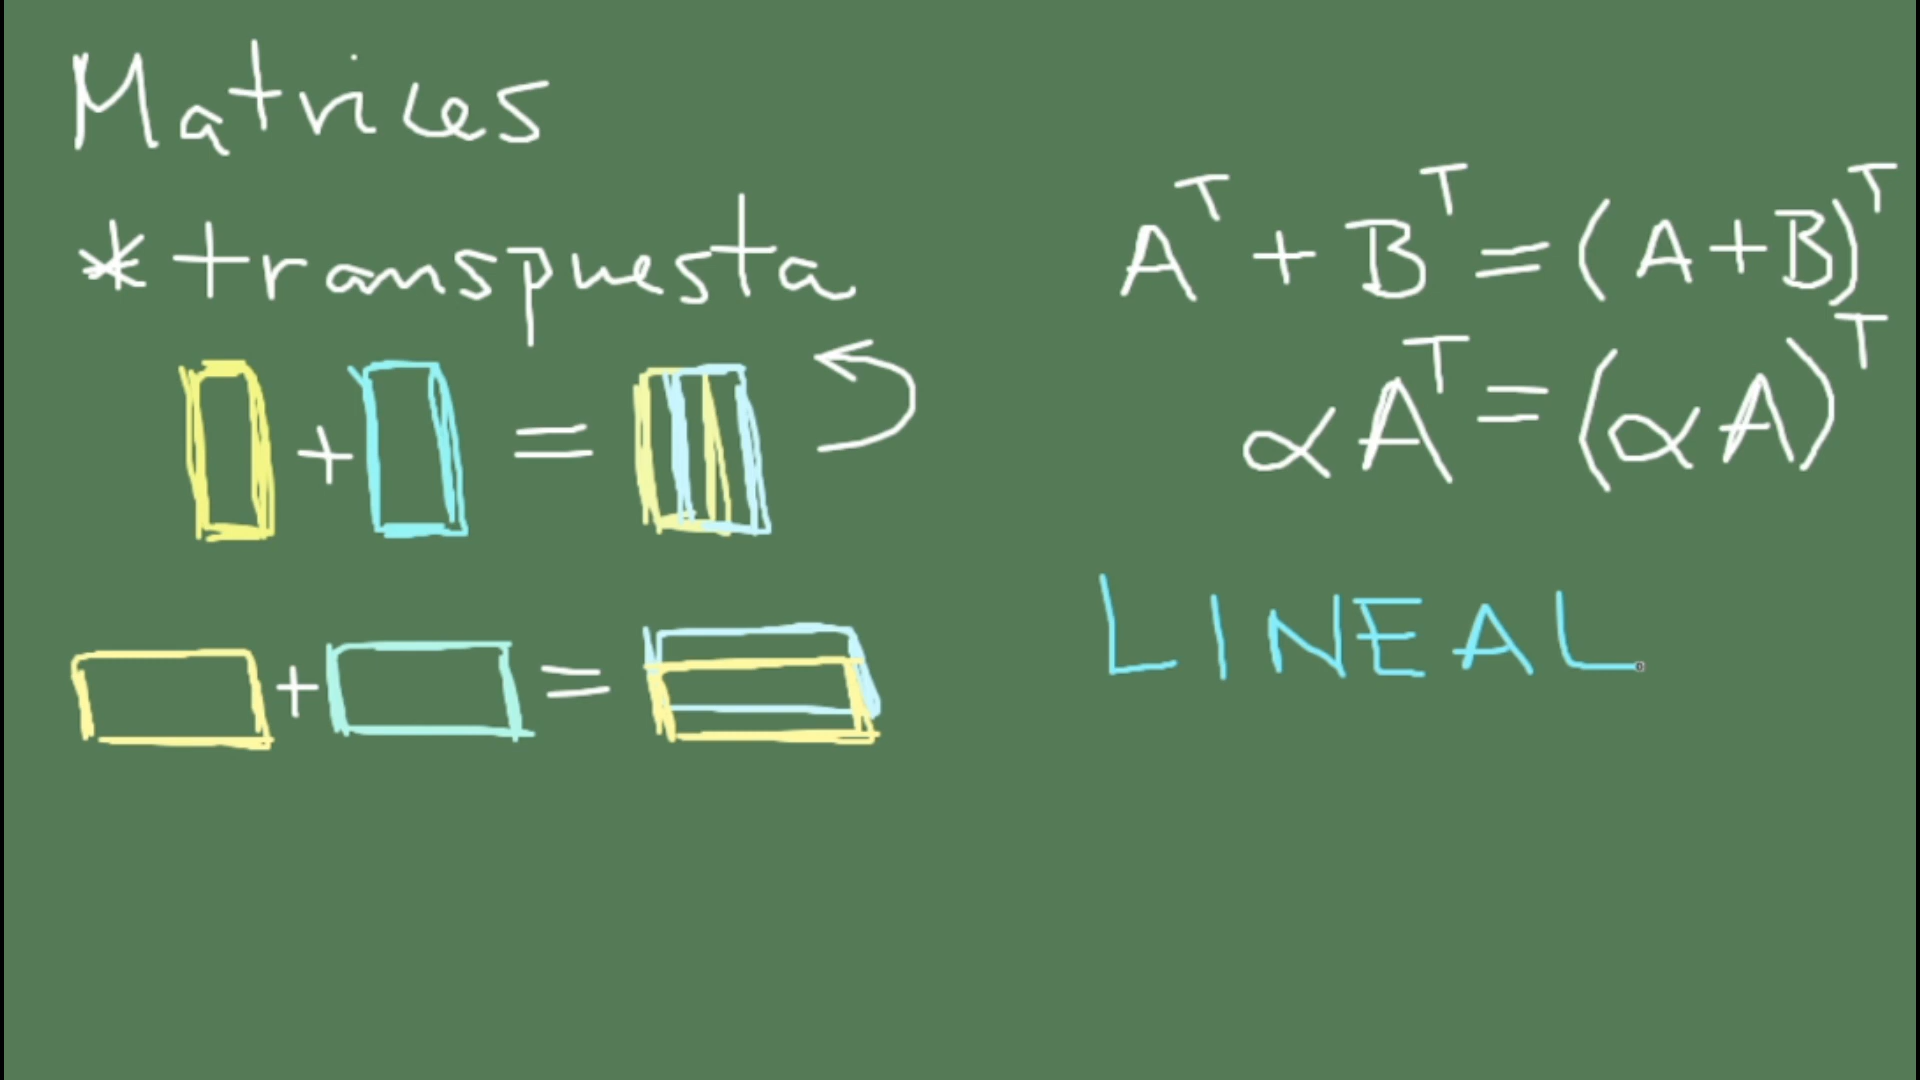 Matrices
* transpuesta
+ =
+ =
Aᵀ + Bᵀ = (A+B)ᵀ
αAᵀ = (αA)ᵀ
LINEAL